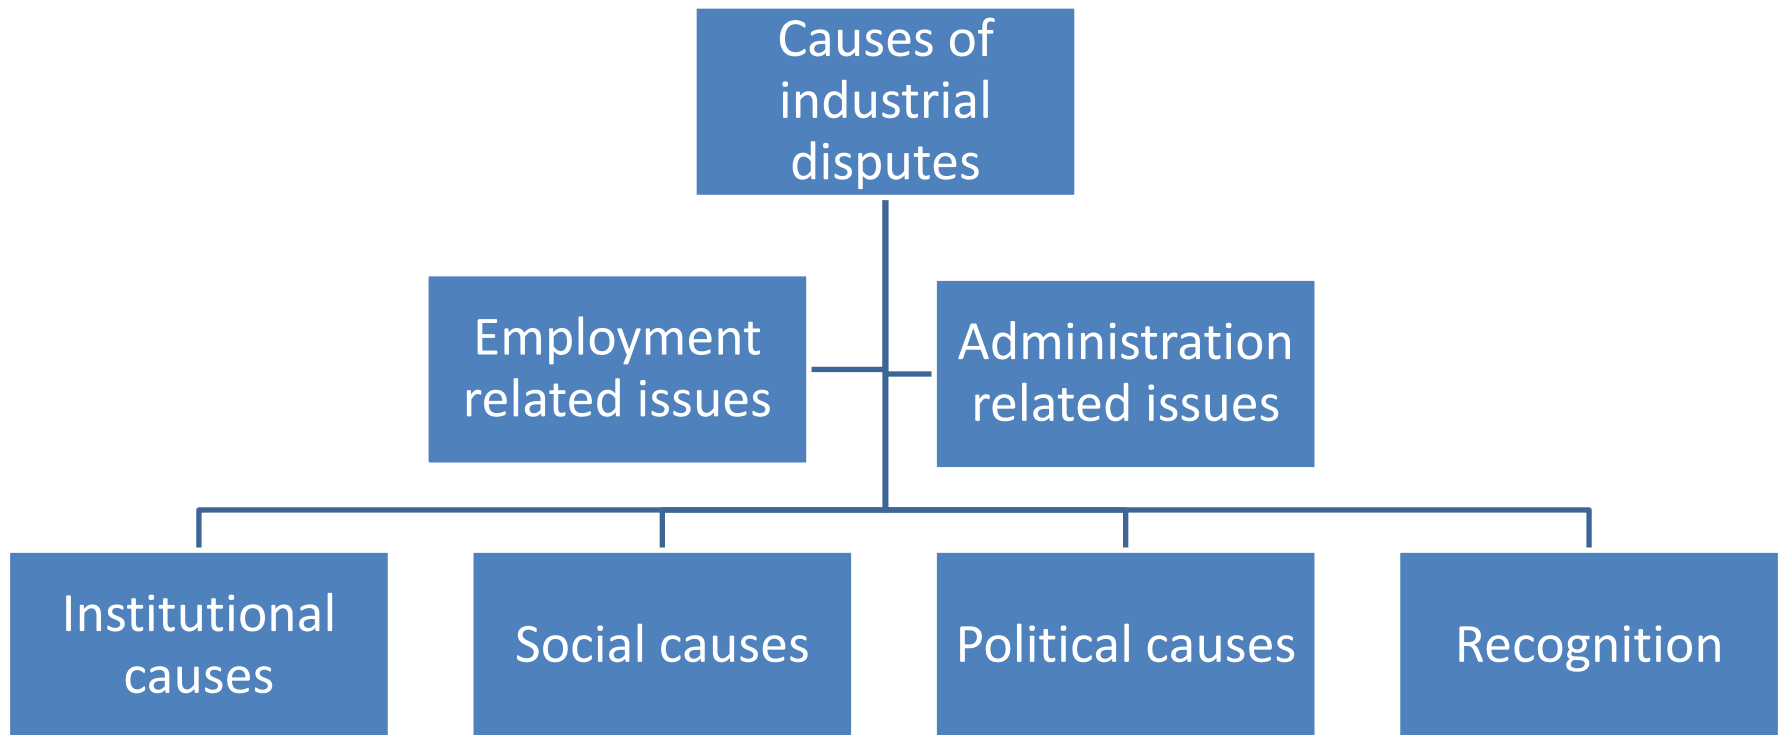 Causes of
industrial
disputes
Employment
related issues
Administration
related issues
Institutional
causes
Social causes
Political causes
Recognition